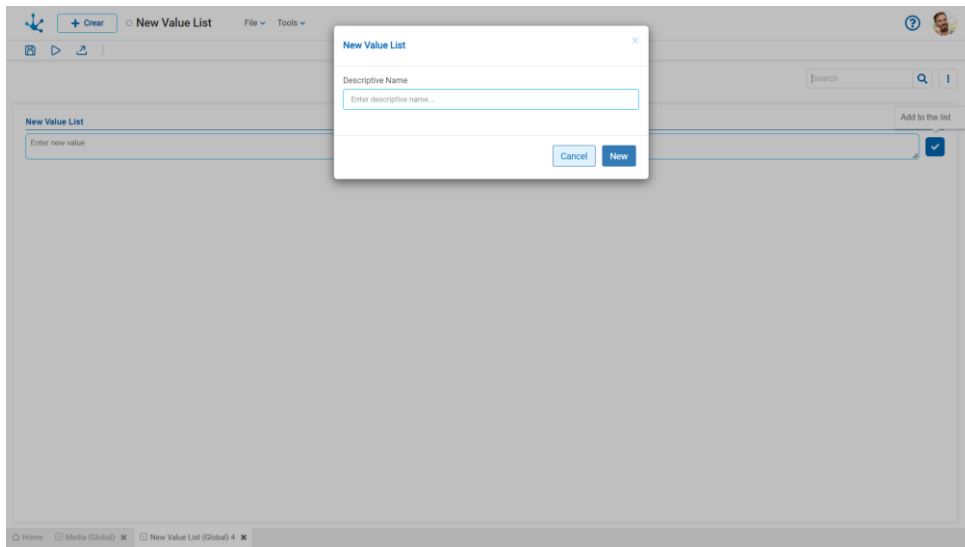 + Crear
New Value List
File
Tools
New Value List
Descriptive Name
Enter descriptive name...
Cancel
New
Search
Add to the list
New Value List
Enter new value
Home
Media (Global)
New Value List (Global) 4